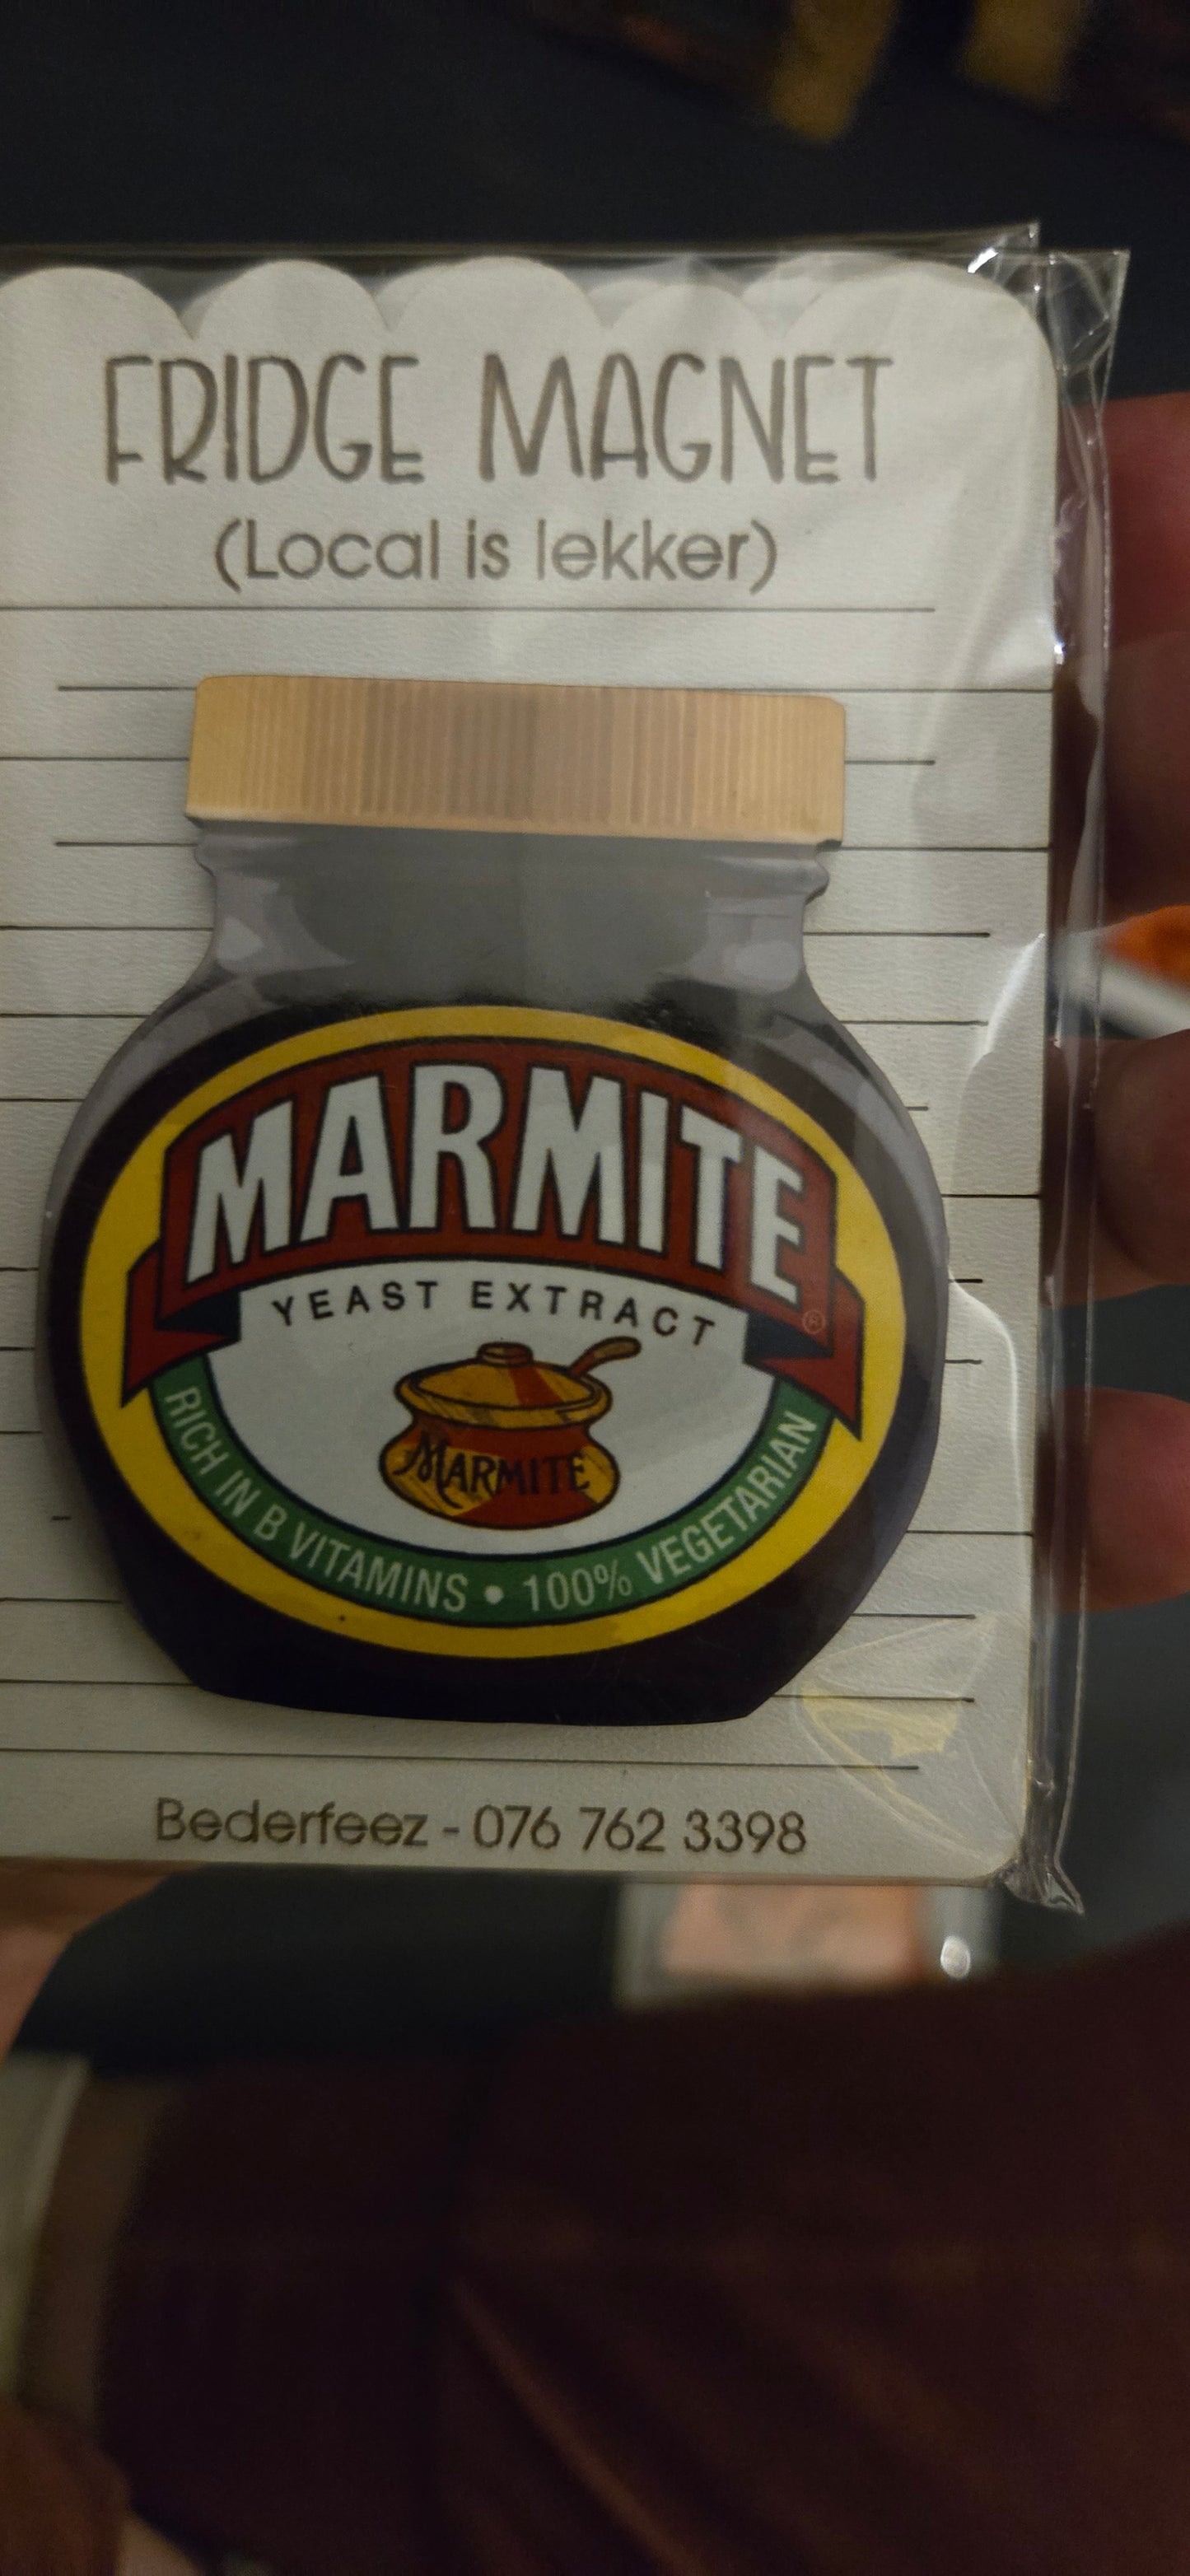 FRIDGE MAGNET
(Local is lekker)
MARMITE
®
YEAST EXTRACT
MARMITE
RICH IN B VITAMINS • 100% VEGETARIAN
Bederfeez - 076 762 3398